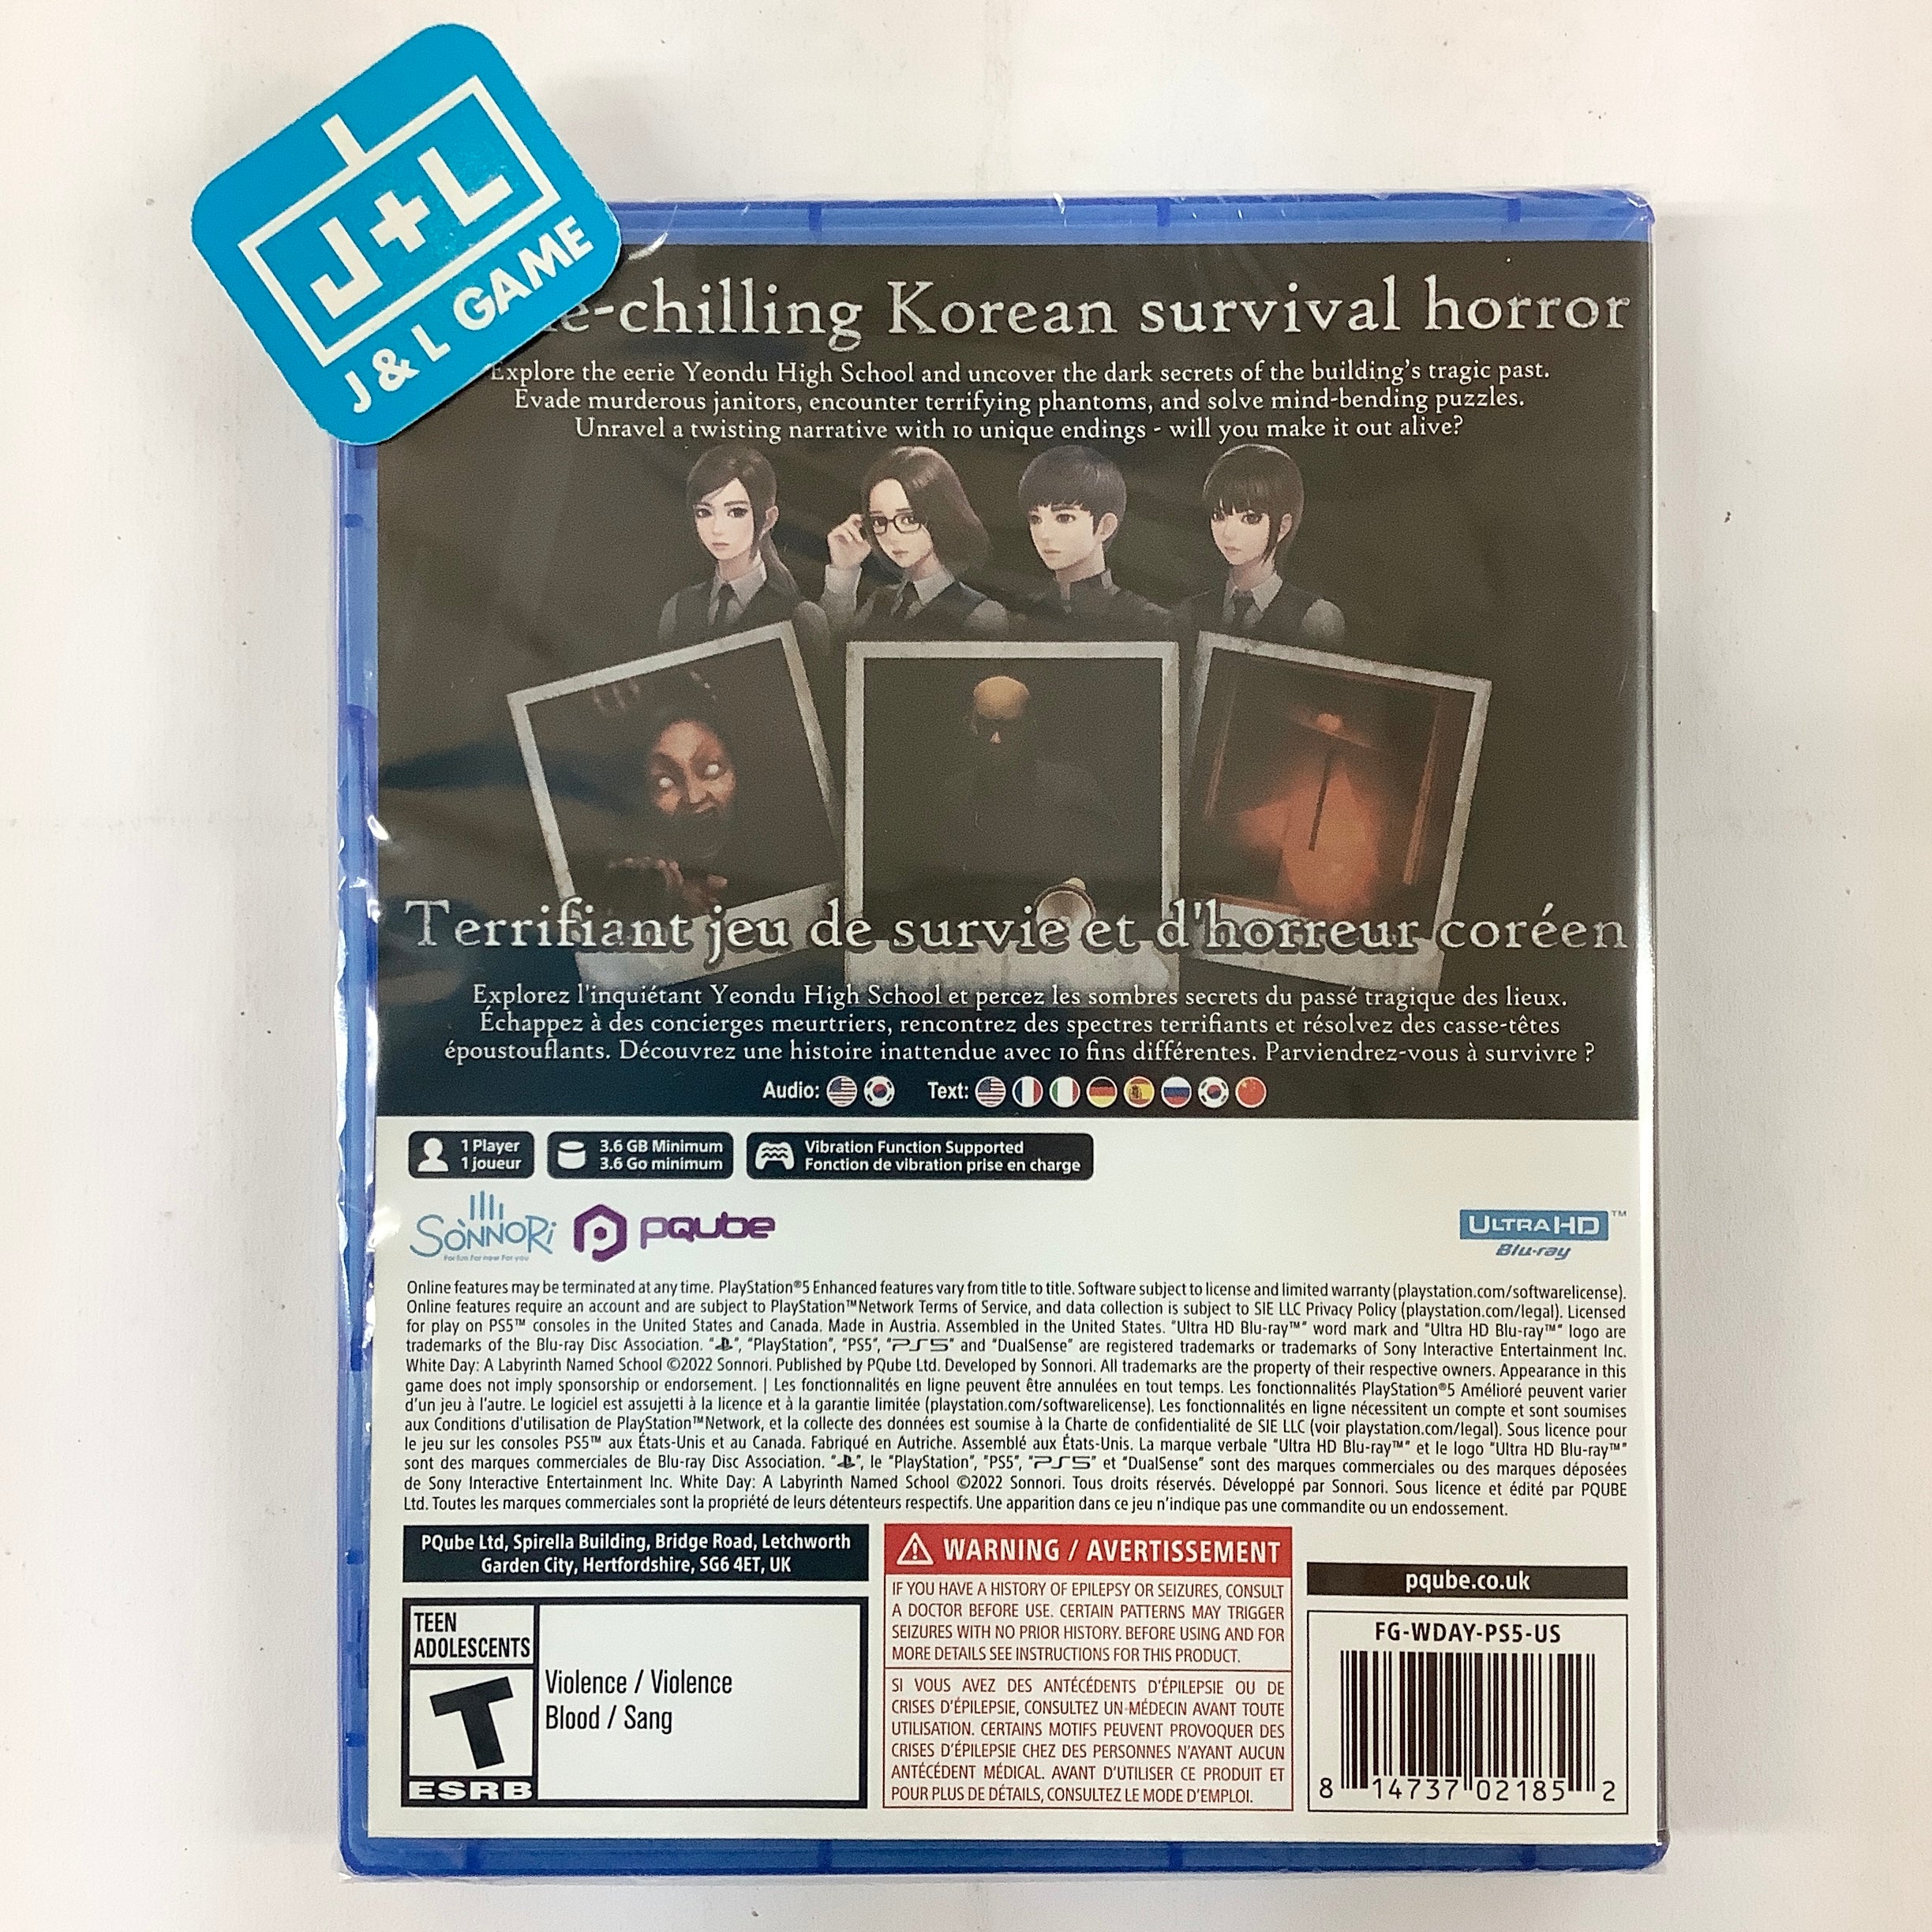 J+L
J & L GAME
-chilling Korean survival horror
Explore the eerie Yeondu High School and uncover the dark secrets of the building's tragic past.
Evade murderous janitors, encounter terrifying phantoms, and solve mind-bending puzzles.
Unravel a twisting narrative with 10 unique endings - will you make it out alive?
Terrifiant jeu de survie et d'horreur coréen
Explorez l'inquiétant Yeondu High School et percez les sombres secrets du passé tragique des lieux.
Échappez à des concierges meurtriers, rencontrez des spectres terrifiants et résolvez des casse-têtes
époustouflants. Découvrez une histoire inattendue avec 10 fins différentes. Parviendrez-vous à survivre ?
Audio: Text:
1 Player
1 joueur
3.6 GB Minimum
3.6 Go minimum
Vibration Function Supported
Fonction de vibration prise en charge
SONNORi
For fun For new For you
PQube
ULTRA HD™
Blu-ray
Online features may be terminated at any time. PlayStation®5 Enhanced features vary from title to title. Software subject to license and limited warranty (playstation.com/softwarelicense).
Online features require an account and are subject to PlayStation™Network Terms of Service, and data collection is subject to SIE LLC Privacy Policy (playstation.com/legal). Licensed
for play on PS5™ consoles in the United States and Canada. Made in Austria. Assembled in the United States. "Ultra HD Blu-ray™" word mark and "Ultra HD Blu-ray™" logo are
trademarks of the Blu-ray Disc Association. "", "PlayStation", "PS5", "PS5" and "DualSense" are registered trademarks or trademarks of Sony Interactive Entertainment Inc.
White Day: A Labyrinth Named School ©2022 Sonnori. Published by PQube Ltd. Developed by Sonnori. All trademarks are the property of their respective owners. Appearance in this
game does not imply sponsorship or endorsement. | Les fonctionnalités en ligne peuvent être annulées en tout temps. Les fonctionnalités PlayStation®5 Amélioré peuvent varier
d'un jeu à l'autre. Le logiciel est assujetti à la licence et à la garantie limitée (playstation.com/softwarelicense). Les fonctionnalités en ligne nécessitent un compte et sont soumises
aux Conditions d'utilisation de PlayStation™Network, et la collecte des données est soumise à la Charte de confidentialité de SIE LLC (voir playstation.com/legal). Sous licence pour
le jeu sur les consoles PS5™ aux États-Unis et au Canada. Fabriqué en Autriche. Assemblé aux États-Unis. La marque verbale "Ultra HD Blu-ray™" et le logo "Ultra HD Blu-ray™"
sont des marques commerciales de Blu-ray Disc Association. "", le "PlayStation", "PS5", "PS5" et "DualSense" sont des marques commerciales ou des marques déposées
de Sony Interactive Entertainment Inc. White Day: A Labyrinth Named School ©2022 Sonnori. Tous droits réservés. Développé par Sonnori. Sous licence et édité par PQUBE
Ltd. Toutes les marques commerciales sont la propriété de leurs détenteurs respectifs. Une apparition dans ce jeu n'indique pas une commandite ou un endossement.
PQube Ltd, Spirella Building, Bridge Road, Letchworth
Garden City, Hertfordshire, SG6 4ET, UK
TEEN
ADOLESCENTS
T
ESRB
Violence / Violence
Blood / Sang
WARNING / AVERTISSEMENT
IF YOU HAVE A HISTORY OF EPILEPSY OR SEIZURES, CONSULT
A DOCTOR BEFORE USE. CERTAIN PATTERNS MAY TRIGGER
SEIZURES WITH NO PRIOR HISTORY. BEFORE USING AND FOR
MORE DETAILS SEE INSTRUCTIONS FOR THIS PRODUCT.
SI VOUS AVEZ DES ANTÉCÉDENTS D'ÉPILEPSIE OU DE
CRISES D'ÉPILEPSIE, CONSULTEZ UN-MÉDECIN AVANT TOUTE
UTILISATION. CERTAINS MOTIFS PEUVENT PROVOQUER DES
CRISES D'ÉPILEPSIE CHEZ DES PERSONNES N'AYANT AUCUN
ANTÉCÉDENT MÉDICAL. AVANT D'UTILISER CE PRODUIT ET
POUR PLUS DE DÉTAILS, CONSULTEZ LE MODE D'EMPLOI.
pqube.co.uk
FG-WDAY-PS5-US
8 14737 02185 2